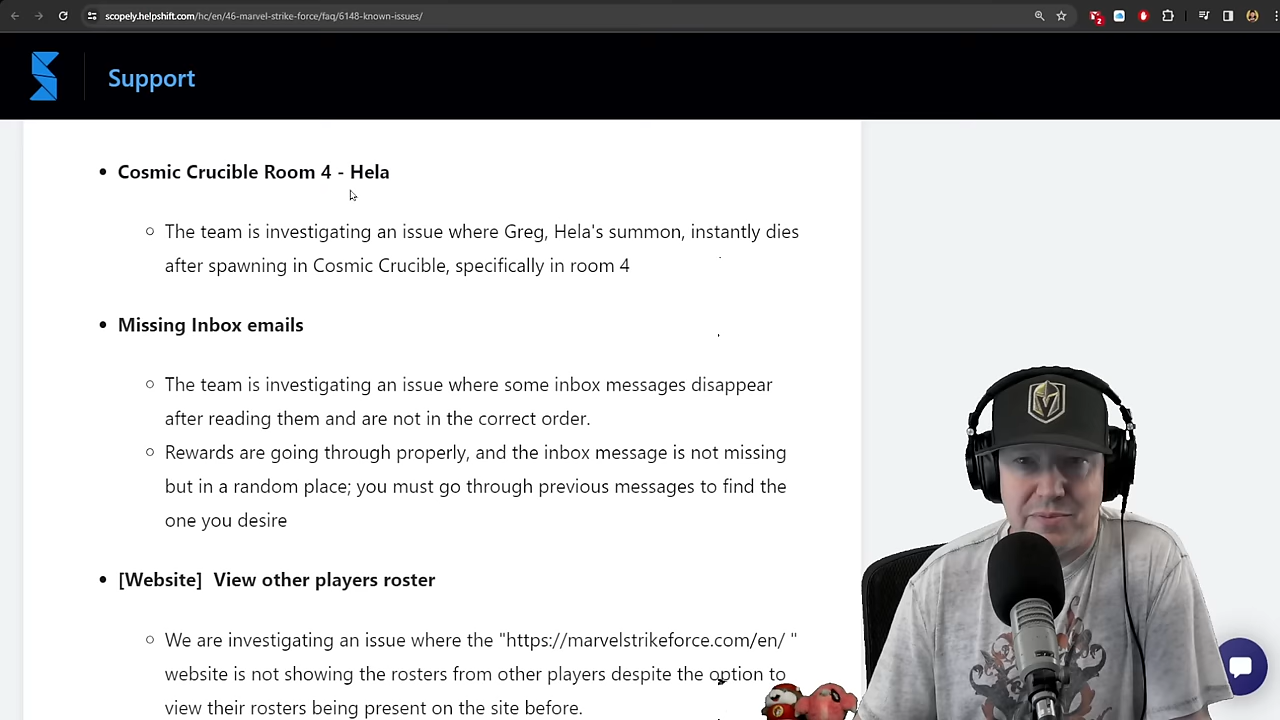 scopely.helpshift.com/hc/en/46-marvel-strike-force/faq/6148-known-issues/
2
Support
Cosmic Crucible Room 4 - Hela
The team is investigating an issue where Greg, Hela's summon, instantly dies
after spawning in Cosmic Crucible, specifically in room 4
Missing Inbox emails
The team is investigating an issue where some inbox messages disappear
after reading them and are not in the correct order.
Rewards are going through properly, and the inbox message is not missing
but in a random place; you must go through previous messages to find the
one you desire
[Website]  View other players roster
We are investigating an issue where the "https://marvelstrikeforce.com/en/ "
website is not showing the rosters from other players despite the option to
view their rosters being present on the site before.